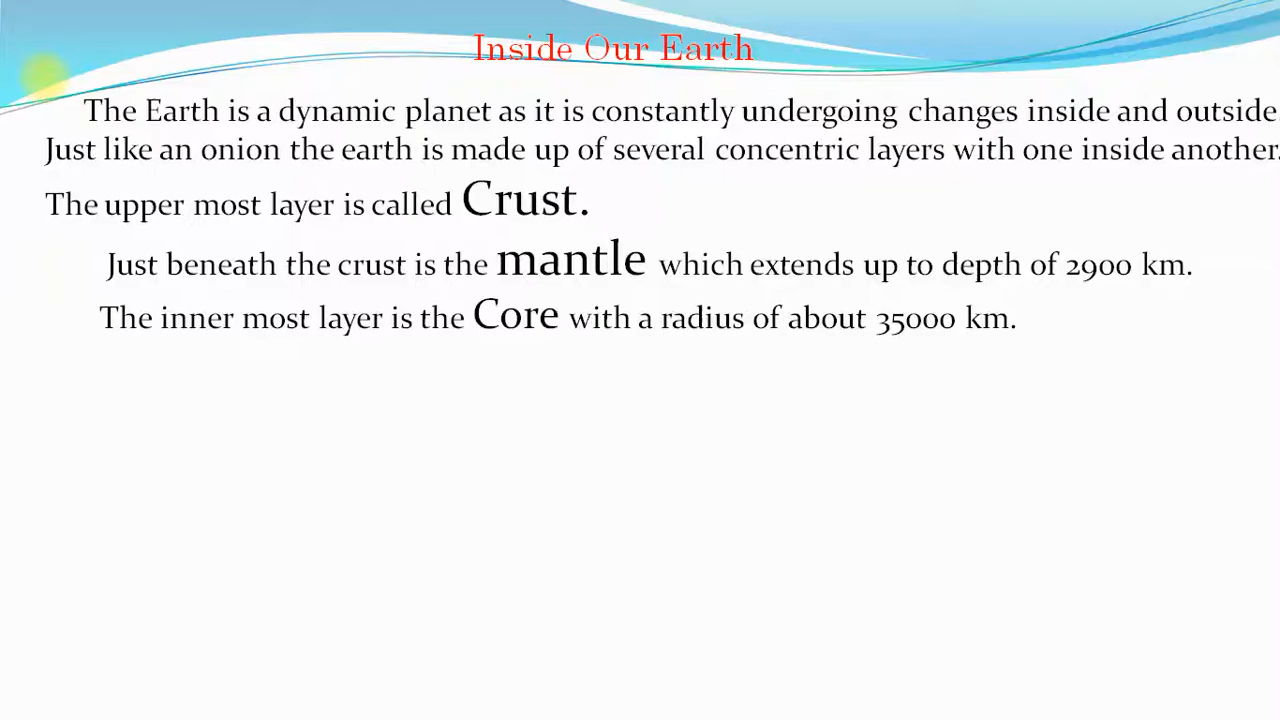 Inside Our Earth
The Earth is a dynamic planet as it is constantly undergoing changes inside and outside.
Just like an onion the earth is made up of several concentric layers with one inside another.
The upper most layer is called Crust.
Just beneath the crust is the mantle which extends up to depth of 2900 km.
The inner most layer is the Core with a radius of about 35000 km.